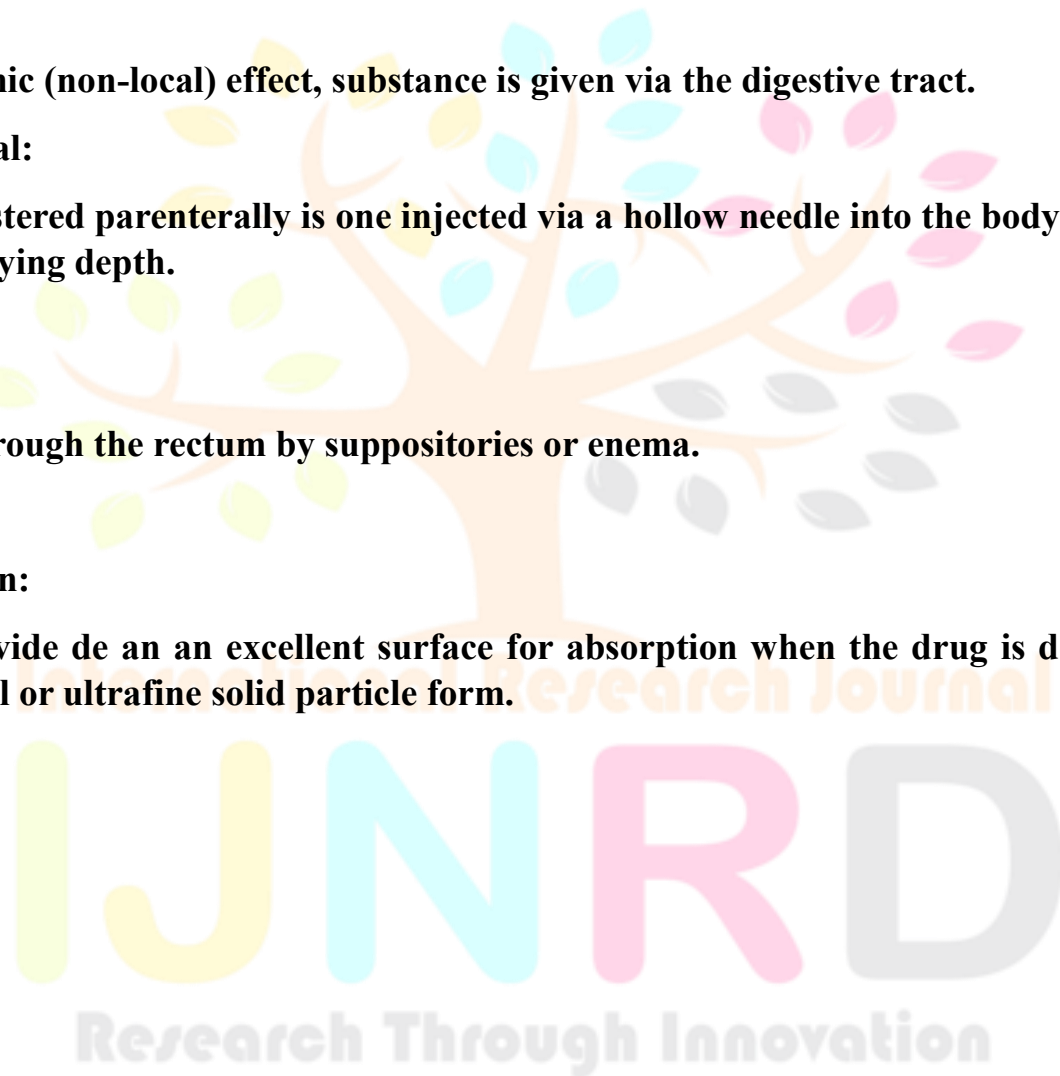 nic (non-local) effect, substance is given via the digestive tract.
al:
stered parenterally is one injected via a hollow needle into the body
ying depth.
rough the rectum by suppositories or enema.
n:
vide de an an excellent surface for absorption when the drug is d
l or ultrafine solid particle form.
International Research Journal
IJNRD
Research Through Innovation